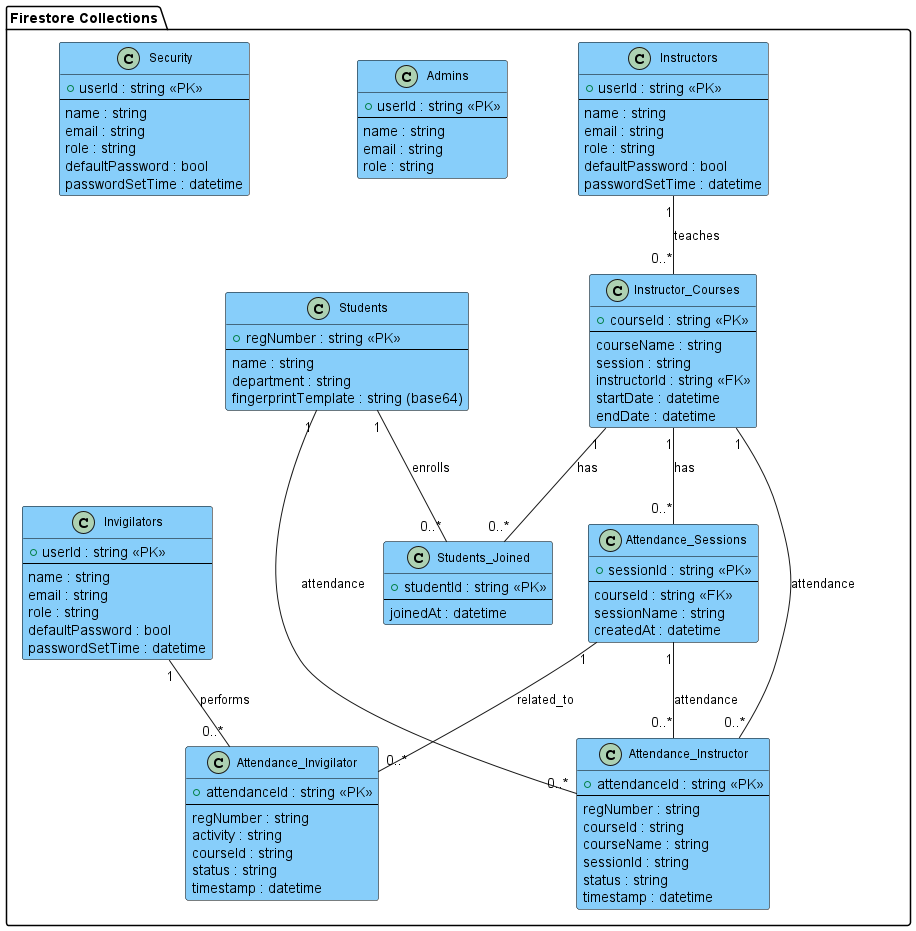 Firestore Collections
C Security
userId : string «PK»
name : string
email : string
role : string
defaultPassword : bool
passwordSetTime : datetime
C Admins
userId : string «PK»
name : string
email : string
role : string
C Instructors
userId : string «PK»
name : string
email : string
role : string
defaultPassword : bool
passwordSetTime : datetime
1
teaches
0..*
C Students
regNumber : string «PK»
name : string
department : string
fingerprintTemplate : string (base64)
C Instructor_Courses
courseId : string «PK»
courseName : string
session : string
instructorId : string «FK»
startDate : datetime
endDate : datetime
1
1
1
1
1
enrolls
has
has
0..*
0..*
0..*
C Invigilators
userId : string «PK»
name : string
email : string
role : string
defaultPassword : bool
passwordSetTime : datetime
attendance
C Students_Joined
studentId : string «PK»
joinedAt : datetime
C Attendance_Sessions
sessionId : string «PK»
courseId : string «FK»
sessionName : string
createdAt : datetime
attendance
1
1
1
performs
related_to
attendance
0..*
0..*
0..*
0..*
0..*
C Attendance_Invigilator
attendanceId : string «PK»
regNumber : string
activity : string
courseId : string
status : string
timestamp : datetime
C Attendance_Instructor
attendanceId : string «PK»
regNumber : string
courseId : string
courseName : string
sessionId : string
status : string
timestamp : datetime